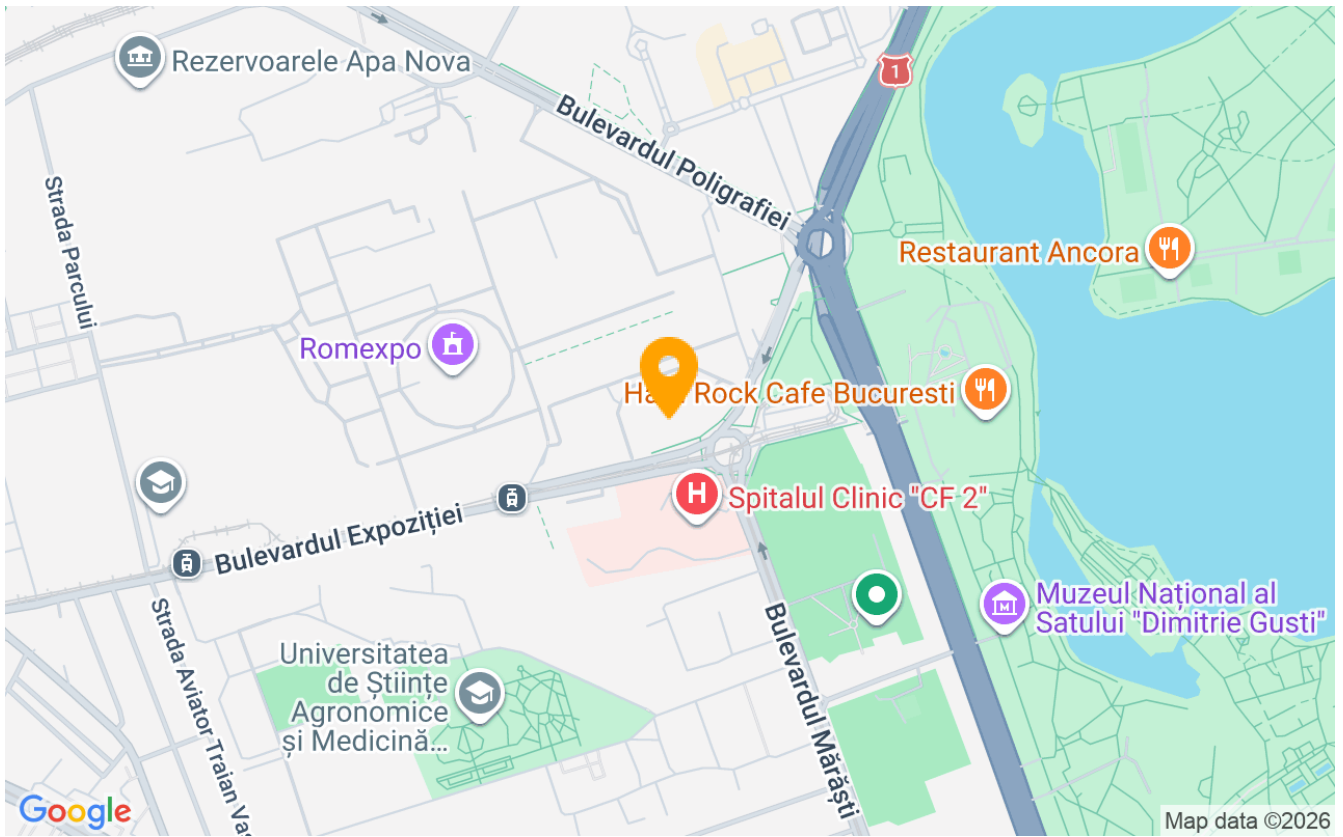 Rezervoarele Apa Nova
Bulevardul Poligrafiei
1
Strada Parcului
Restaurant Ancora
Romexpo
Rock Cafe Bucuresti
H
Spitalul Clinic "CF 2"
Bulevardul Expoziției
Muzeul Național al
Satului "Dimitrie Gusti"
M
Strada Aviator Traian
Bulevardul Mărăști
Universitatea
de Științe
Agronomice
și Medicină...
Google
Map data ©2026